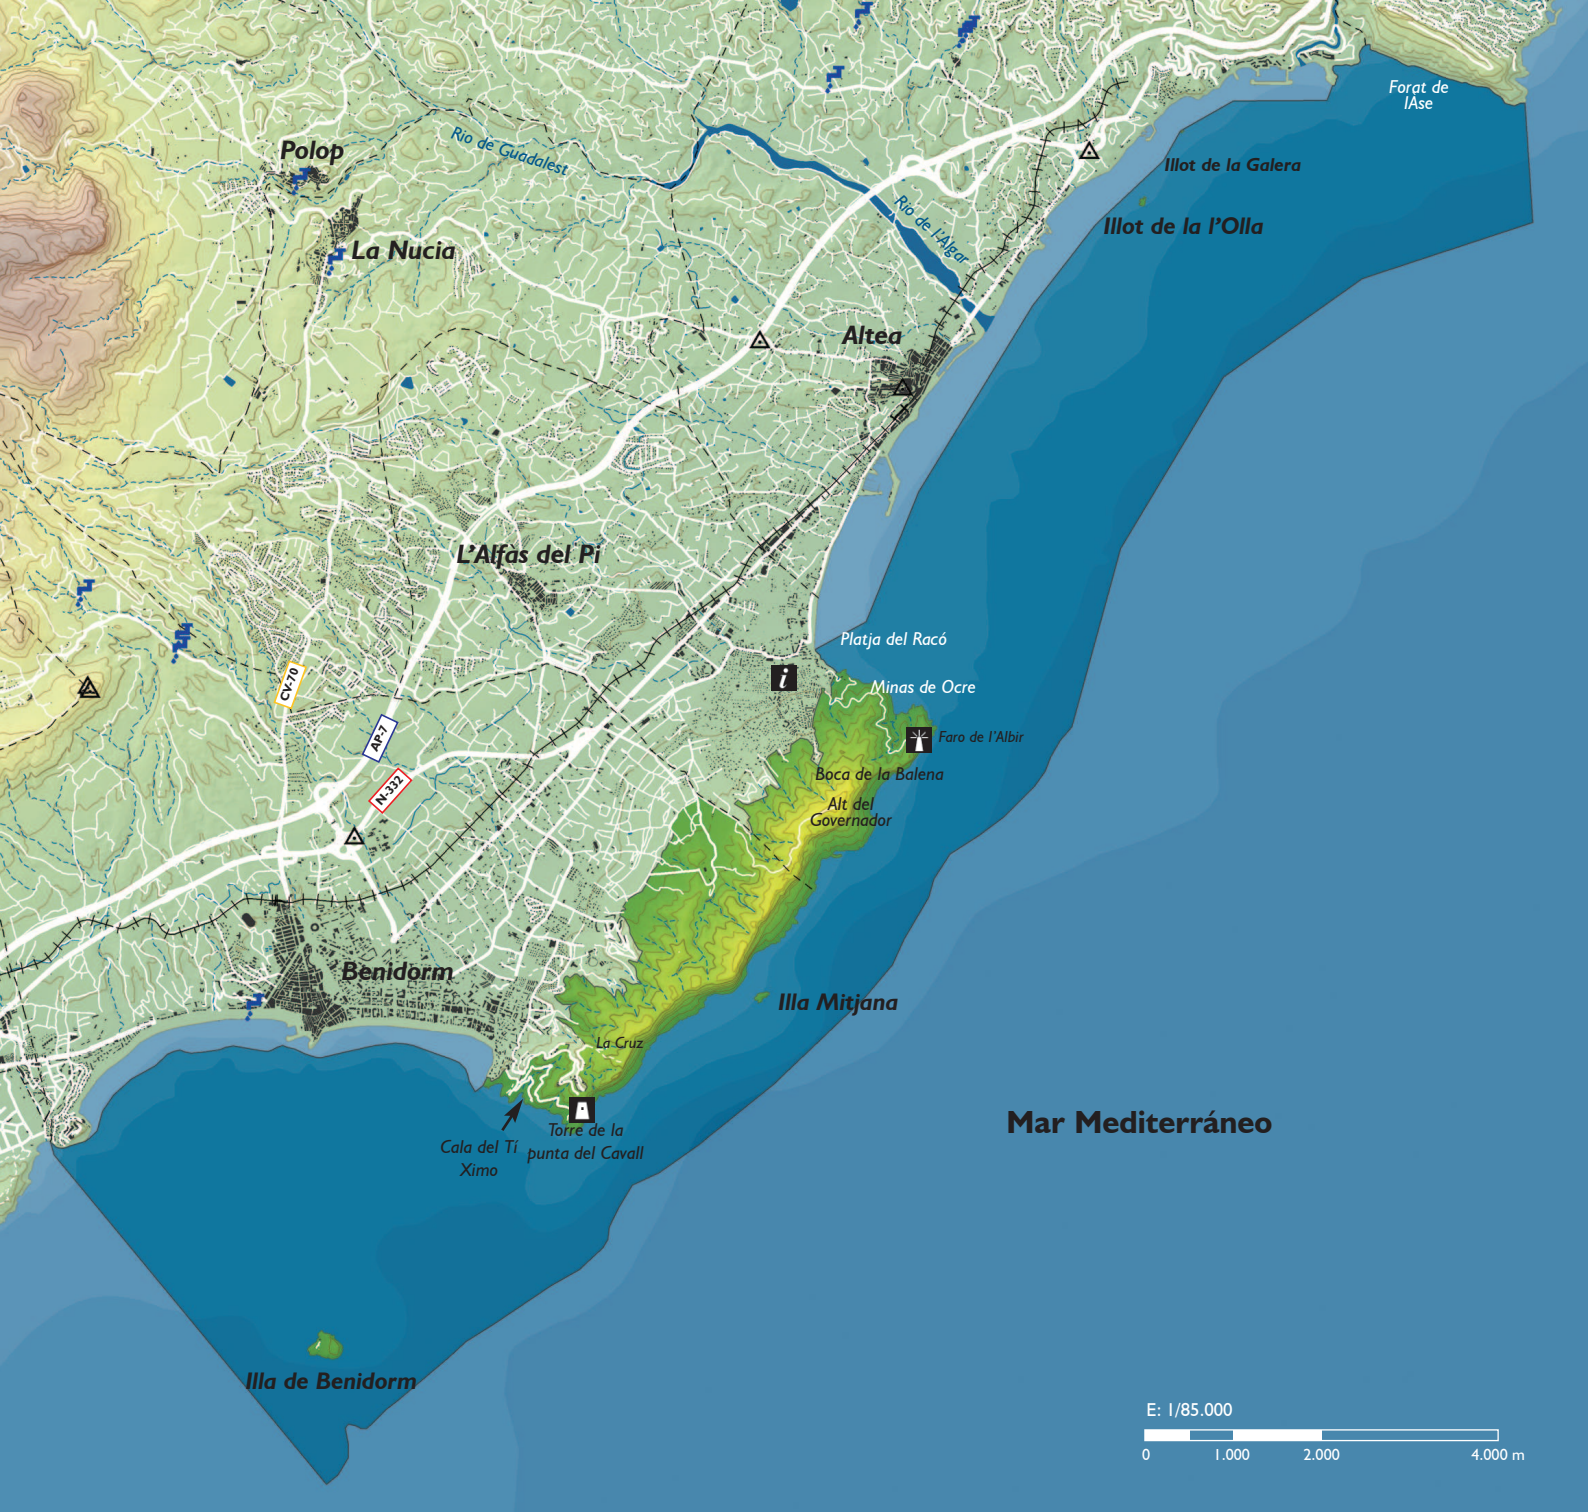 Forat de
lAse
Polop
Rio de Guadalest
Illot de la Galera
Rio de l'Algar
Illot de la l'Olla
La Nucia
Altea
L'Alfàs del Pi
Platja del Racó
i
Minas de Ocre
CV-70
AP-7
Faro de l'Albir
Boca de la Balena
N-332
Alt del
Governador
Benidorm
Illa Mitjana
La Cruz
Mar Mediterráneo
Cala del Tí
Ximo
Torre de la
punta del Cavall
Illa de Benidorm
E: 1/85.000
0 1.000 2.000 4.000 m